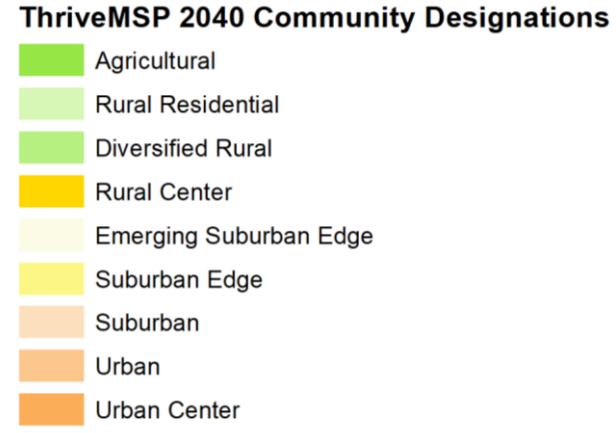 ThriveMSP 2040 Community Designations
Agricultural
Rural Residential
Diversified Rural
Rural Center
Emerging Suburban Edge
Suburban Edge
Suburban
Urban
Urban Center